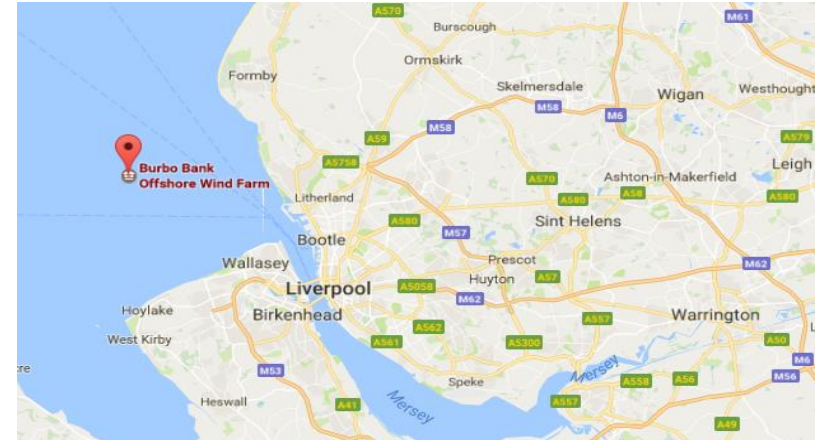 A570
M61
Burscough
Ormskirk
Formby
Skelmersdale
Wigan
Westhought
M58
M6
A59
M58
A579
A5758
Leigh
Burbo Bank
Offshore Wind Farm
A570
Ashton-in-Makerfield
Litherland
A580
A58
A580
A580
Sint Helens
Bootle
M57
Wallasey
Prescot
M62
Liverpool
A5058
Huyton
A57
M62
Hoylake
Birkenhead
A562
A557
Warrington
West Kirby
A561
A5300
A50
cre
M53
Speke
Mersey
A558
A56
M6
M56
Heswall
A41
Mersey
A557
A49
L